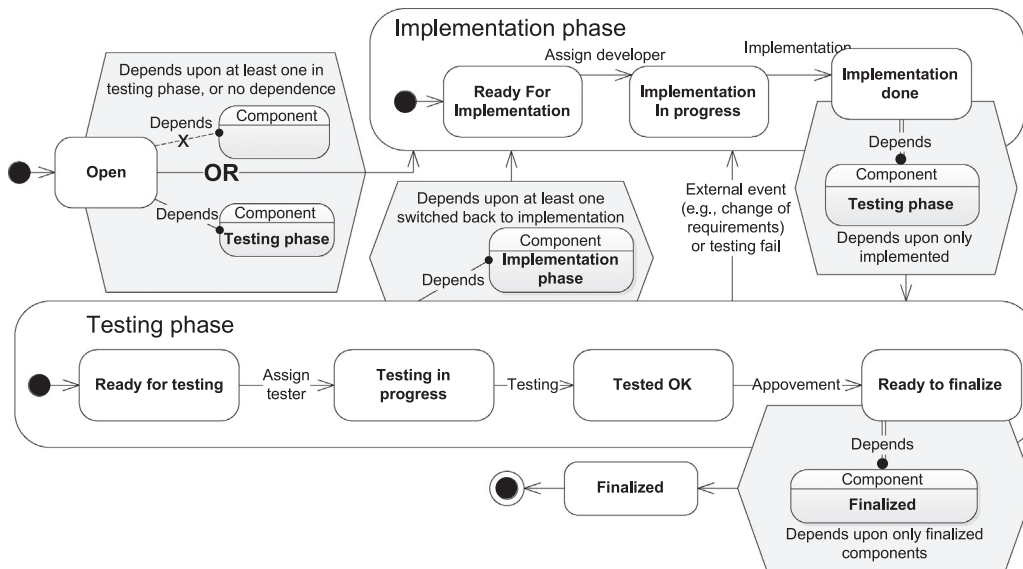 Implementation phase
Depends upon at least one in
testing phase, or no dependence
Depends
X
Component
Open
OR
Depends
Component
Testing phase
Ready For
Implementation
Assign developer
Implementation
In progress
Implementation
Implementation
done
Depends
Component
Testing phase
Depends upon only
implemented
Depends upon at least one
switched back to implementation
Component
Implementation
phase
Depends
External event
(e.g., change of
requirements)
or testing fail
Testing phase
Ready for testing
Assign
tester
Testing in
progress
Testing
Tested OK
Appovement
Ready to finalize
Depends
Component
Finalized
Depends upon only finalized
components
Finalized